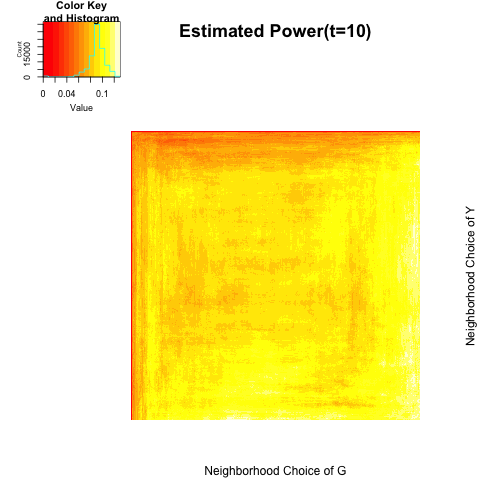 Color Key
and Histogram
Estimated Power(t=10)
Count
0 15000
0 0.04 0.1
Value
Neighborhood Choice of Y
Neighborhood Choice of G